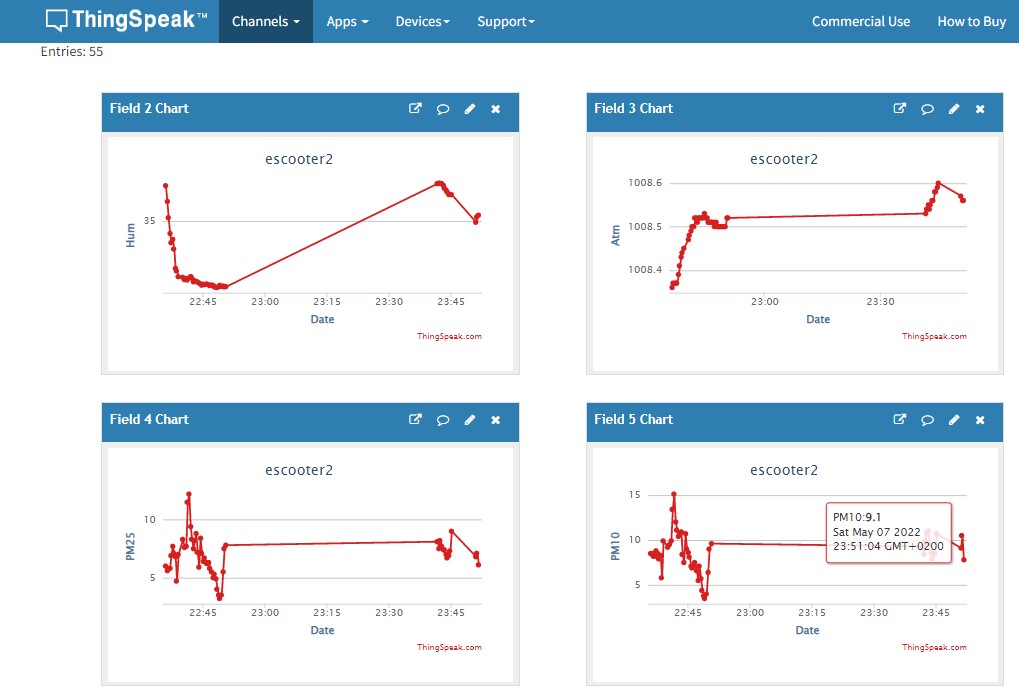 ThingSpeak™ Channels Apps Devices Support Commercial Use How to Buy
Entries: 55
Field 2 Chart
escooter2
Hum
35
22:45 23:00 23:15 23:30 23:45
Date
ThingSpeak.com
Field 3 Chart
escooter2
Atm
1008.6
1008.5
1008.4
23:00 23:30
Date
ThingSpeak.com
Field 4 Chart
escooter2
PM25
10
5
22:45 23:00 23:15 23:30 23:45
Date
ThingSpeak.com
Field 5 Chart
escooter2
PM10
15
10
5
PM10:9.1
Sat May 07 2022
23:51:04 GMT+0200
22:45 23:00 23:15 23:30 23:45
Date
ThingSpeak.com